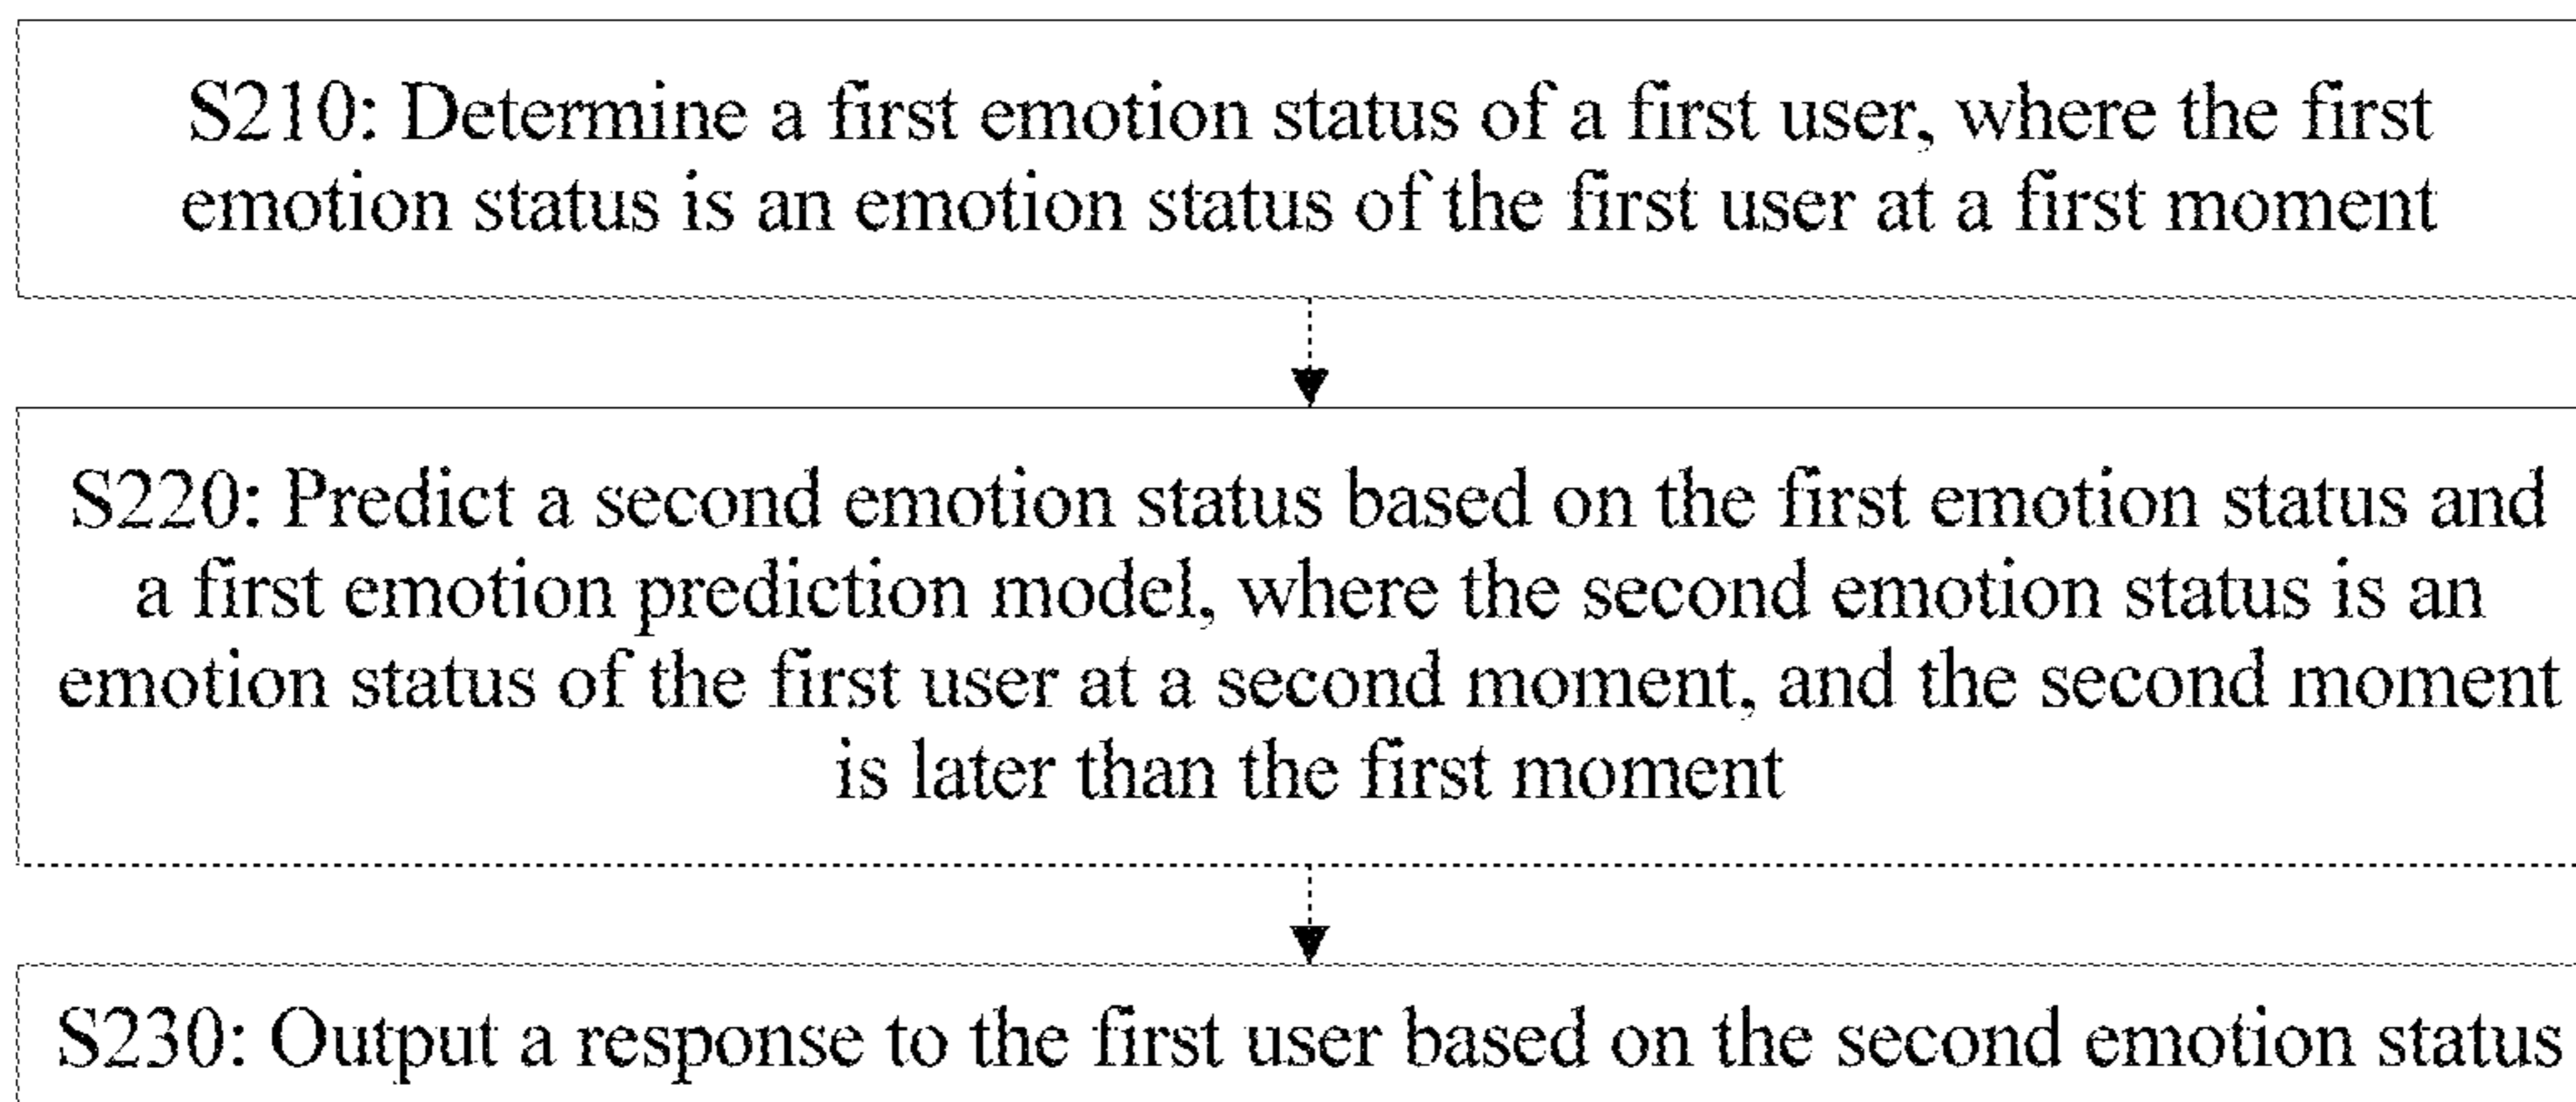 S210: Determine a first emotion status of a first user, where the first
emotion status is an emotion status of the first user at a first moment
S220: Predict a second emotion status based on the first emotion status and
a first emotion prediction model, where the second emotion status is an
emotion status of the first user at a second moment, and the second moment
is later than the first moment
S230: Output a response to the first user based on the second emotion status